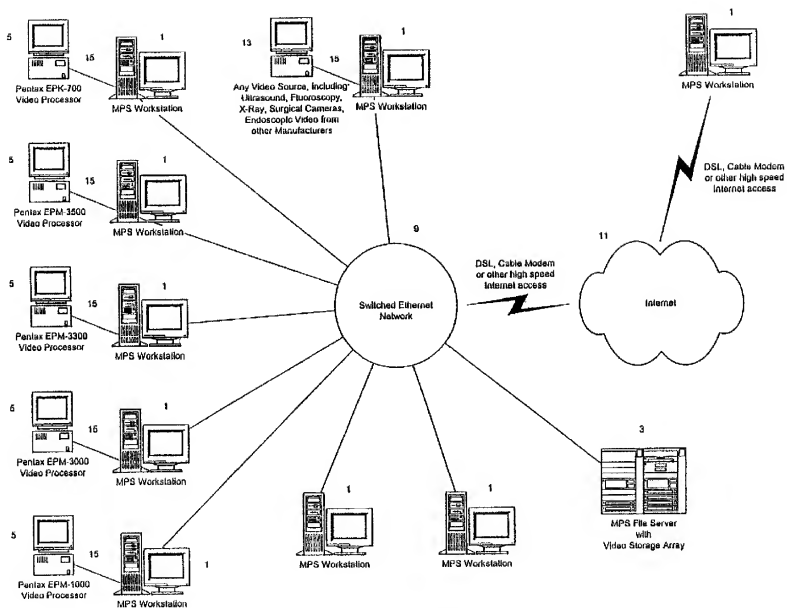 5
15
1
13
15
1
1
Pentax EPK-700
Video Processor
MPS Workstation
Any Video Source, Including
Ultrasound, Fluoroscopy,
X-Ray, Surgical Cameras,
Endoscopic Video from
other Manufacturers
MPS Workstation
MPS Workstation
5
15
1
Pentax EPM-3500
Video Processor
MPS Workstation
DSL, Cable Modem
or other high speed
Internet access
9
11
DSL, Cable Modem
or other high speed
Internet access
Switched Ethernet
Network
Internet
5
15
1
Pentax EPM-3300
Video Processor
MPS Workstation
5
15
1
Pentax EPM-3000
Video Processor
MPS Workstation
3
MPS File Server
with
Video Storage Array
1
MPS Workstation
1
MPS Workstation
5
15
1
Pentax EPM-1000
Video Processor
MPS Workstation